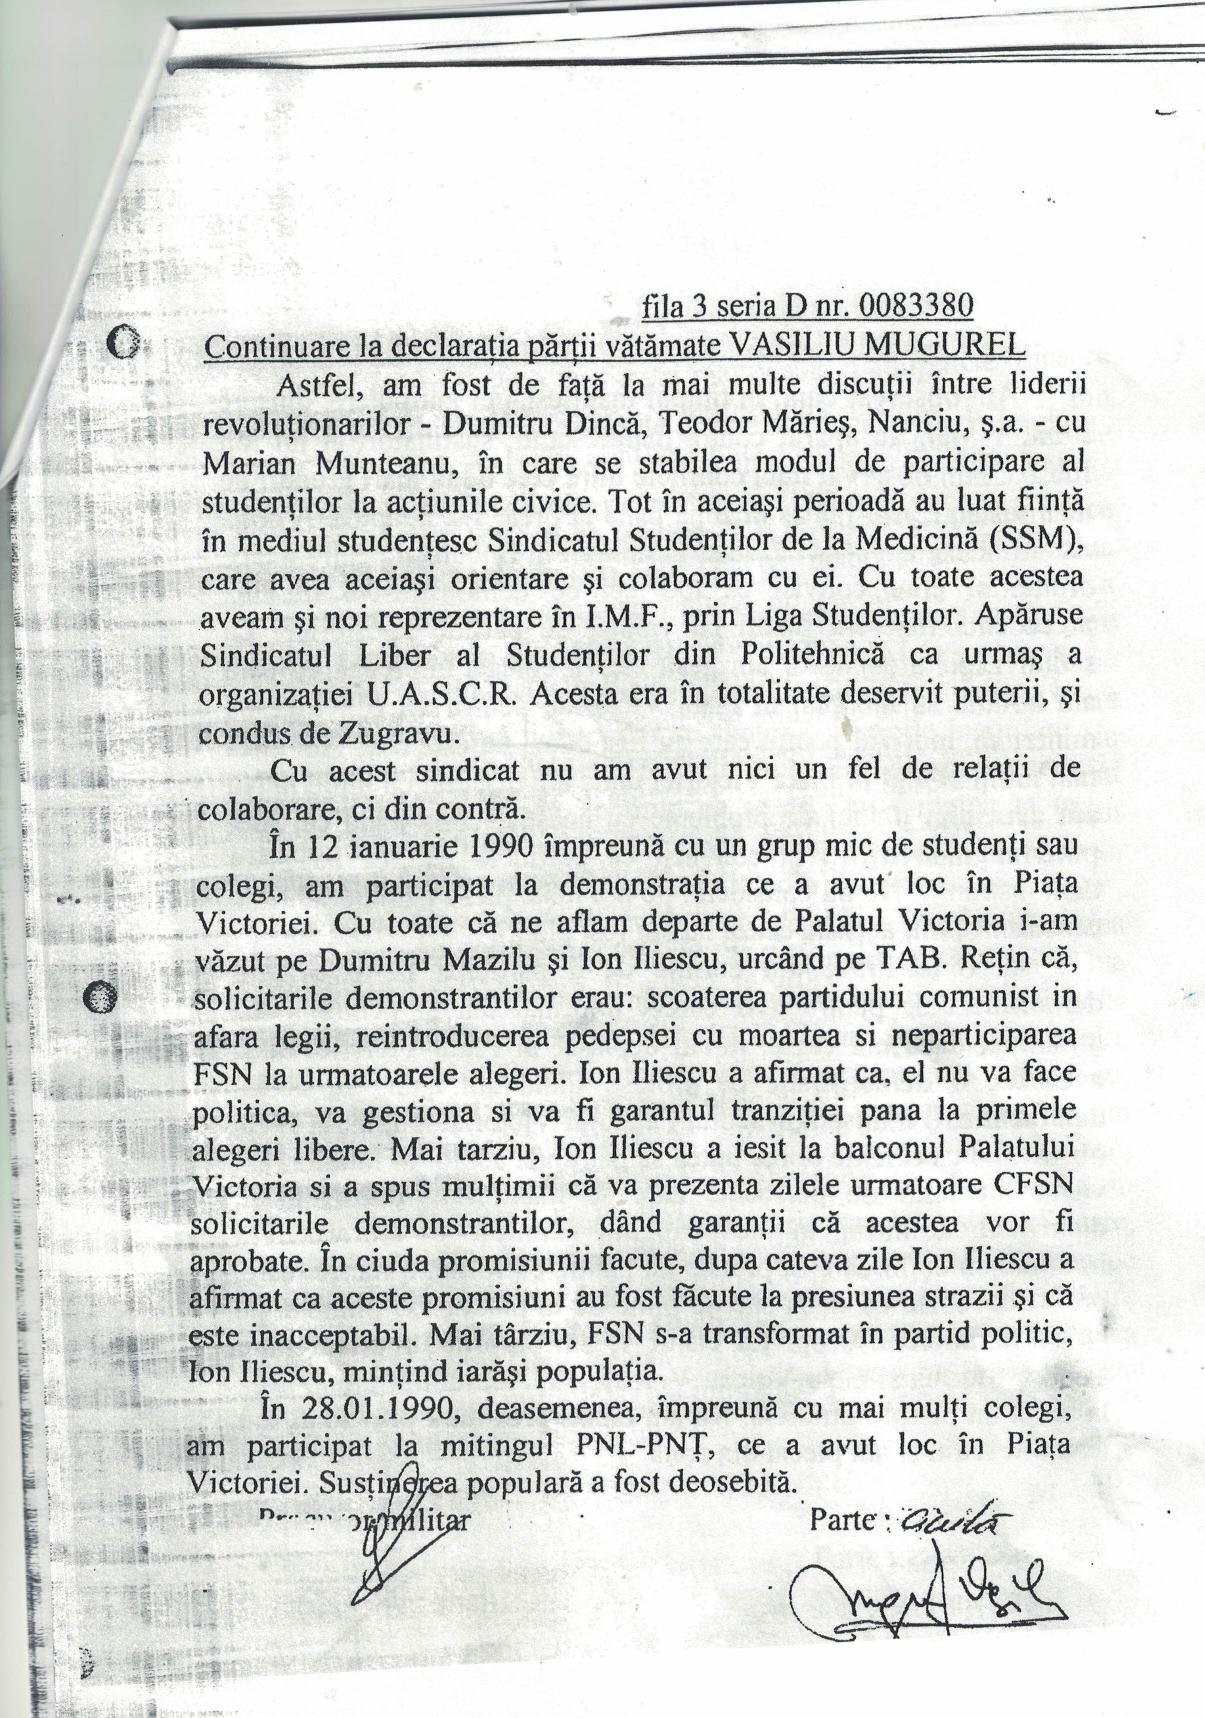 fila 3 seria D nr. 0083380
Continuare la declarația părții vătămate VASILIU MUGUREL
Astfel, am fost de față la mai multe discuții între liderii
revoluționarilor - Dumitru Dincă, Teodor Mărieş, Nanciu, ş.a. - cu
Marian Munteanu, în care se stabilea modul de participare al
studenților la acțiunile civice. Tot în aceiaşi perioadă au luat ființă
în mediul studențesc Sindicatul Studenților de la Medicină (SSM),
care avea aceiaşi orientare şi colaboram cu ei. Cu toate acestea
aveam şi noi reprezentare în I.M.F., prin Liga Studenților. Apăruse
Sindicatul Liber al Studenților din Politehnică ca urmaş a
organizației U.A.S.C.R. Acesta era în totalitate deservit puterii, şi
condus de Zugravu.
Cu acest sindicat nu am avut nici un fel de relații de
colaborare, ci din contră.
În 12 ianuarie 1990 împreună cu un grup mic de studenți sau
colegi, am participat la demonstrația ce a avut loc în Piața
Victoriei. Cu toate că ne aflam departe de Palatul Victoria i-am
văzut pe Dumitru Mazilu şi Ion Iliescu, urcând pe TAB. Rețin că,
solicitarile demonstrantilor erau: scoaterea partidului comunist in
afara legii, reintroducerea pedepsei cu moartea si neparticiparea
FSN la urmatoarele alegeri. Ion Iliescu a afirmat ca, el nu va face
politica, va gestiona si va fi garantul tranziției pana la primele
alegeri libere. Mai tarziu, Ion Iliescu a iesit la balconul Palatului
Victoria si a spus mulțimii că va prezenta zilele urmatoare CFSN
solicitarile demonstrantilor, dând garanții că acestea vor fi
aprobate. În ciuda promisiunii facute, dupa cateva zile Ion Iliescu a
afirmat ca aceste promisiuni au fost făcute la presiunea strazii şi că
este inacceptabil. Mai târziu, FSN s-a transformat în partid politic,
Ion Iliescu, mințind iarăşi populația.
În 28.01.1990, deasemenea, împreună cu mai mulți colegi,
am participat la mitingul PNL-PNȚ, ce a avut loc în Piața
Victoriei. Susținerea populară a fost deosebită.
militar Parte: civilă